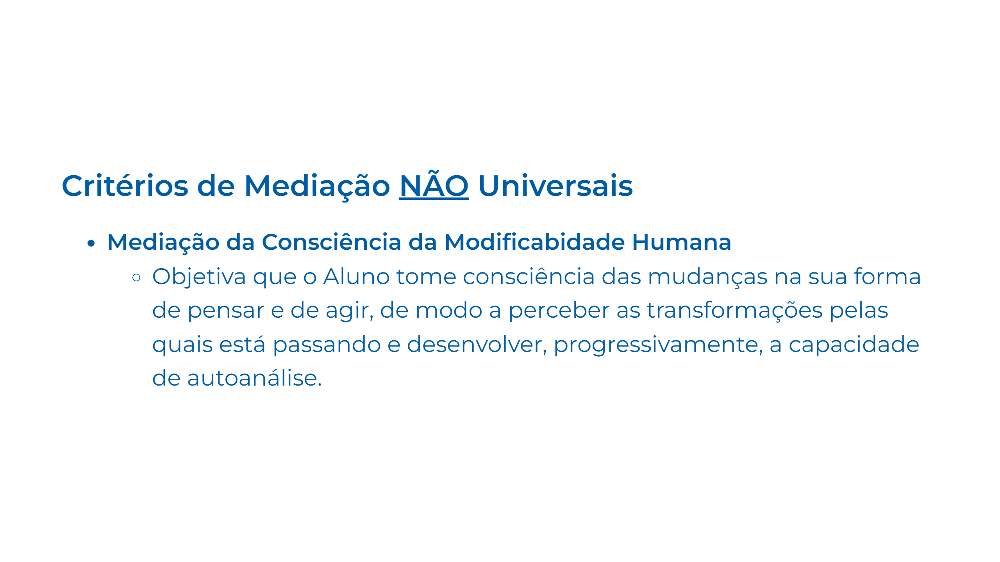 Critérios de Mediação NÃO Universais
• Mediação da Consciência da Modificabidade Humana
◦ Objetiva que o Aluno tome consciência das mudanças na sua forma
de pensar e de agir, de modo a perceber as transformações pelas
quais está passando e desenvolver, progressivamente, a capacidade
de autoanálise.